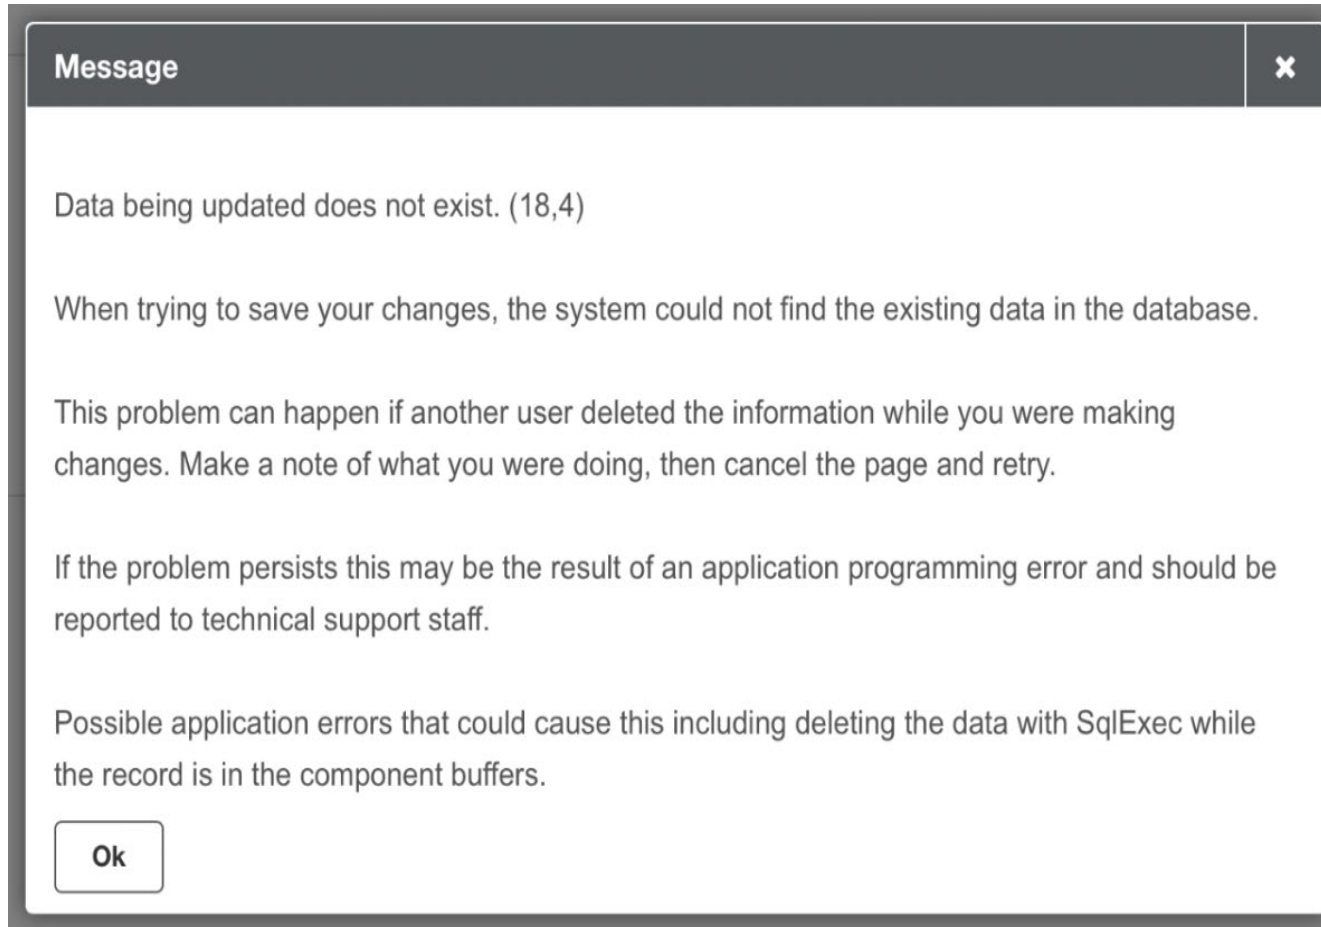 Message
Data being updated does not exist. (18,4)
When trying to save your changes, the system could not find the existing data in the database.
This problem can happen if another user deleted the information while you were making
changes. Make a note of what you were doing, then cancel the page and retry.
If the problem persists this may be the result of an application programming error and should be
reported to technical support staff.
Possible application errors that could cause this including deleting the data with SqlExec while
the record is in the component buffers.
Ok